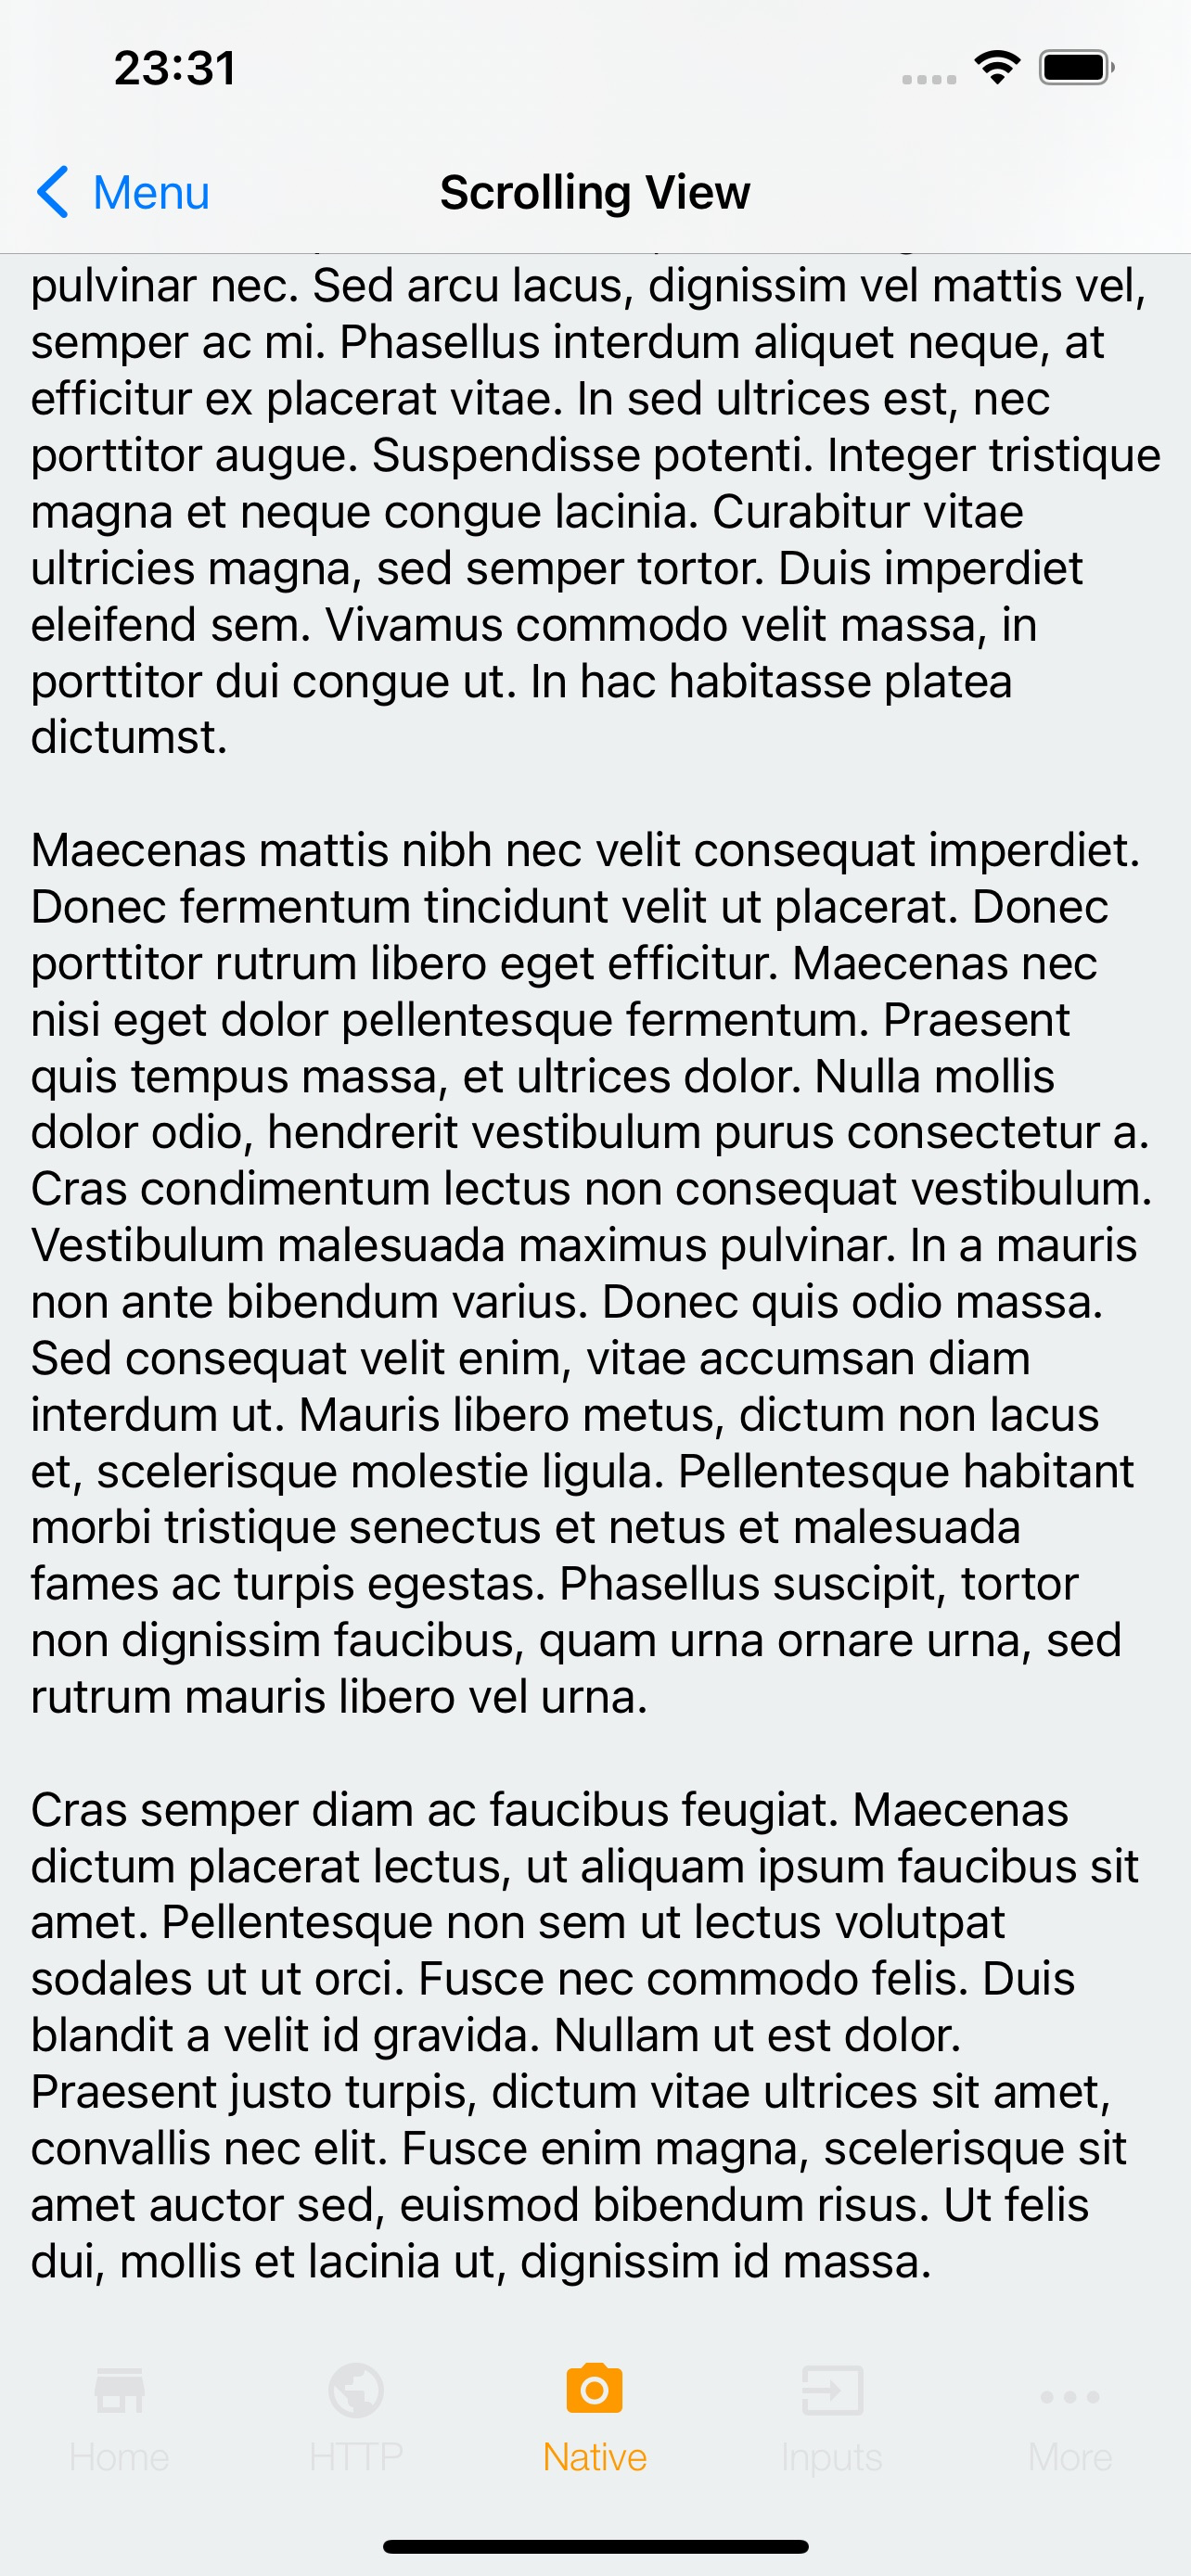 23:31
Menu
Scrolling View
pulvinar nec. Sed arcu lacus, dignissim vel mattis vel,
semper ac mi. Phasellus interdum aliquet neque, at
efficitur ex placerat vitae. In sed ultrices est, nec
porttitor augue. Suspendisse potenti. Integer tristique
magna et neque congue lacinia. Curabitur vitae
ultricies magna, sed semper tortor. Duis imperdiet
eleifend sem. Vivamus commodo velit massa, in
porttitor dui congue ut. In hac habitasse platea
dictumst.
Maecenas mattis nibh nec velit consequat imperdiet.
Donec fermentum tincidunt velit ut placerat. Donec
porttitor rutrum libero eget efficitur. Maecenas nec
nisi eget dolor pellentesque fermentum. Praesent
quis tempus massa, et ultrices dolor. Nulla mollis
dolor odio, hendrerit vestibulum purus consectetur a.
Cras condimentum lectus non consequat vestibulum.
Vestibulum malesuada maximus pulvinar. In a mauris
non ante bibendum varius. Donec quis odio massa.
Sed consequat velit enim, vitae accumsan diam
interdum ut. Mauris libero metus, dictum non lacus
et, scelerisque molestie ligula. Pellentesque habitant
morbi tristique senectus et netus et malesuada
fames ac turpis egestas. Phasellus suscipit, tortor
non dignissim faucibus, quam urna ornare urna, sed
rutrum mauris libero vel urna.
Cras semper diam ac faucibus feugiat. Maecenas
dictum placerat lectus, ut aliquam ipsum faucibus sit
amet. Pellentesque non sem ut lectus volutpat
sodales ut ut orci. Fusce nec commodo felis. Duis
blandit a velit id gravida. Nullam ut est dolor.
Praesent justo turpis, dictum vitae ultrices sit amet,
convallis nec elit. Fusce enim magna, scelerisque sit
amet auctor sed, euismod bibendum risus. Ut felis
dui, mollis et lacinia ut, dignissim id massa.
Home
HTTP
Native
Inputs
More